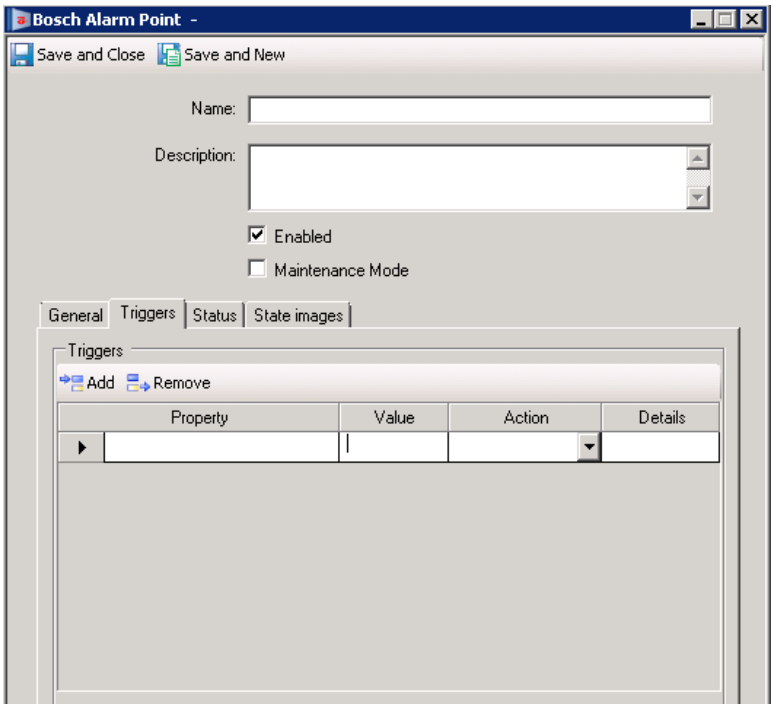 Bosch Alarm Point -
Save and Close Save and New
Name:
Description:
Enabled
Maintenance Mode
General Triggers Status State images
Triggers
Add Remove
Property Value Action Details